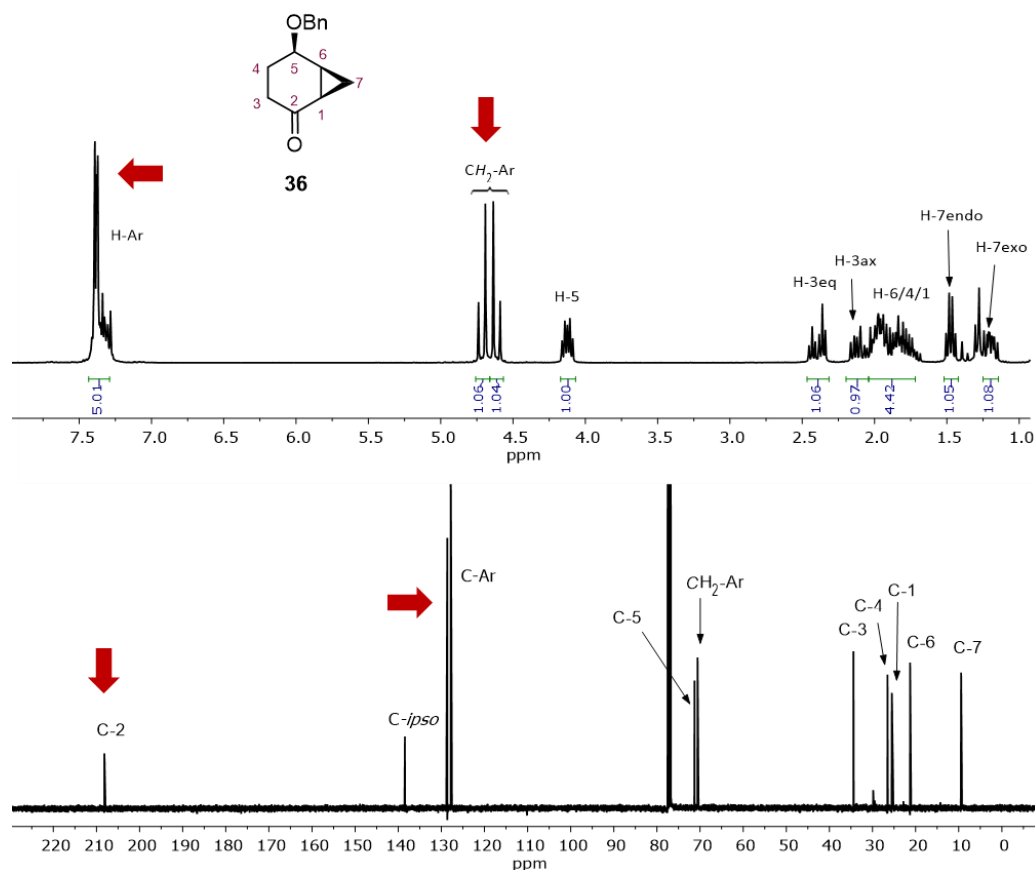 OBn
6
4
5
7
3
2
1
O
36
CH2-Ar
H-Ar
H-5
H-3eq
H-3ax
H-6/4/1
H-7endo
H-7exo
5.01
1.06
1.04
1.00
1.06
0.97
4.42
1.05
1.08
7.5 7.0 6.5 6.0 5.5 5.0 4.5 4.0 3.5 3.0 2.5 2.0 1.5 1.0
ppm
C-2
C-ipso
C-Ar
C-5
CH2-Ar
C-3
C-4
C-1
C-6
C-7
220 210 200 190 180 170 160 150 140 130 120 110 100 90 80 70 60 50 40 30 20 10 0
ppm